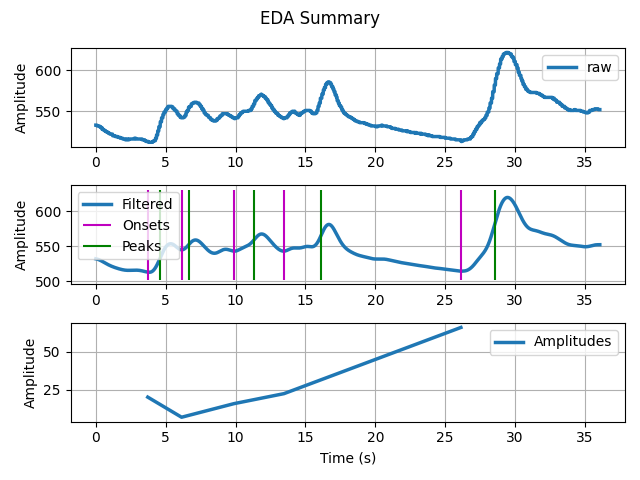 EDA Summary
Amplitude
600
550
raw
0 5 10 15 20 25 30 35
Amplitude
600
550
500
Filtered
Onsets
Peaks
0 5 10 15 20 25 30 35
Amplitude
50
25
Amplitudes
0 5 10 15 20 25 30 35
Time (s)